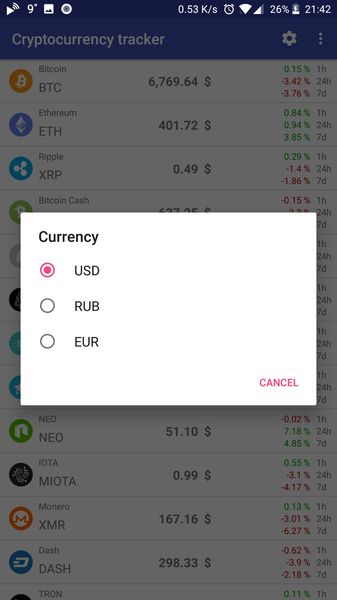 9° 0.53 K/s 26% 21:42
Cryptocurrency tracker
Bitcoin 0.15 % 1h
BTC 6,769.64 $ -3.42 % 24h
-3.76 % 7d
Ethereum 0.84 % 1h
ETH 401.72 $ 0.94 % 24h
3.85 % 7d
Ripple 0.29 % 1h
XRP 0.49 $ -1.4 % 24h
-1.86 % 7d
Bitcoin Cash -0.15 % 1h
Currency
USD
RUB
EUR
CANCEL
NEO -0.02 % 1h
NEO 51.10 $ 7.18 % 24h
4.85 % 7d
IOTA 0.55 % 1h
MIOTA 0.99 $ -3.1 % 24h
-4.17 % 7d
Monero 0.13 % 1h
XMR 167.16 $ -3.01 % 24h
-6.27 % 7d
Dash -0.62 % 1h
DASH 298.33 $ -3.9 % 24h
-2.18 % 7d
TRON 0.11 % 1h